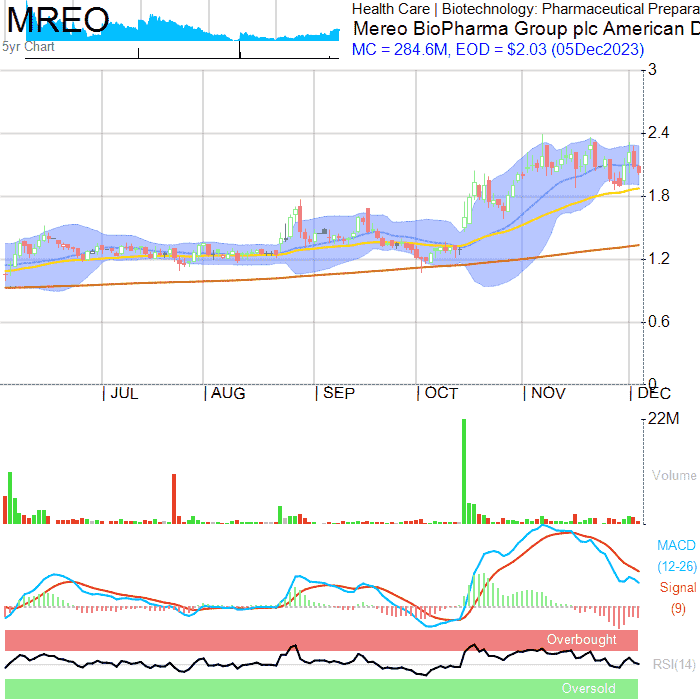 MREO
Health Care | Biotechnology: Pharmaceutical Prepara
Mereo BioPharma Group plc American D
5yr Chart
MC = 284.6M, EOD = $2.03 (05Dec2023)
3
2.4
1.8
1.2
0.6
0
| JUL | AUG | SEP | OCT | NOV | DEC
22M
Volume
MACD
(12-26)
Signal
(9)
Overbought
RSI(14)
Oversold